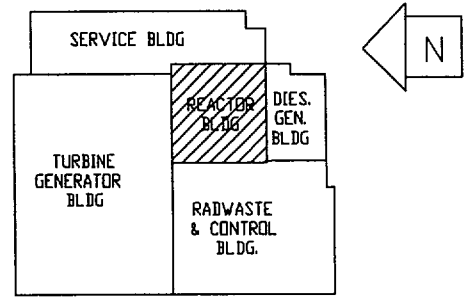 SERVICE BLDG
N
REACTOR
BLDG
DIES.
GEN.
BLDG
TURBINE
GENERATOR
BLDG
RADWASTE
& CONTROL
BLDG.